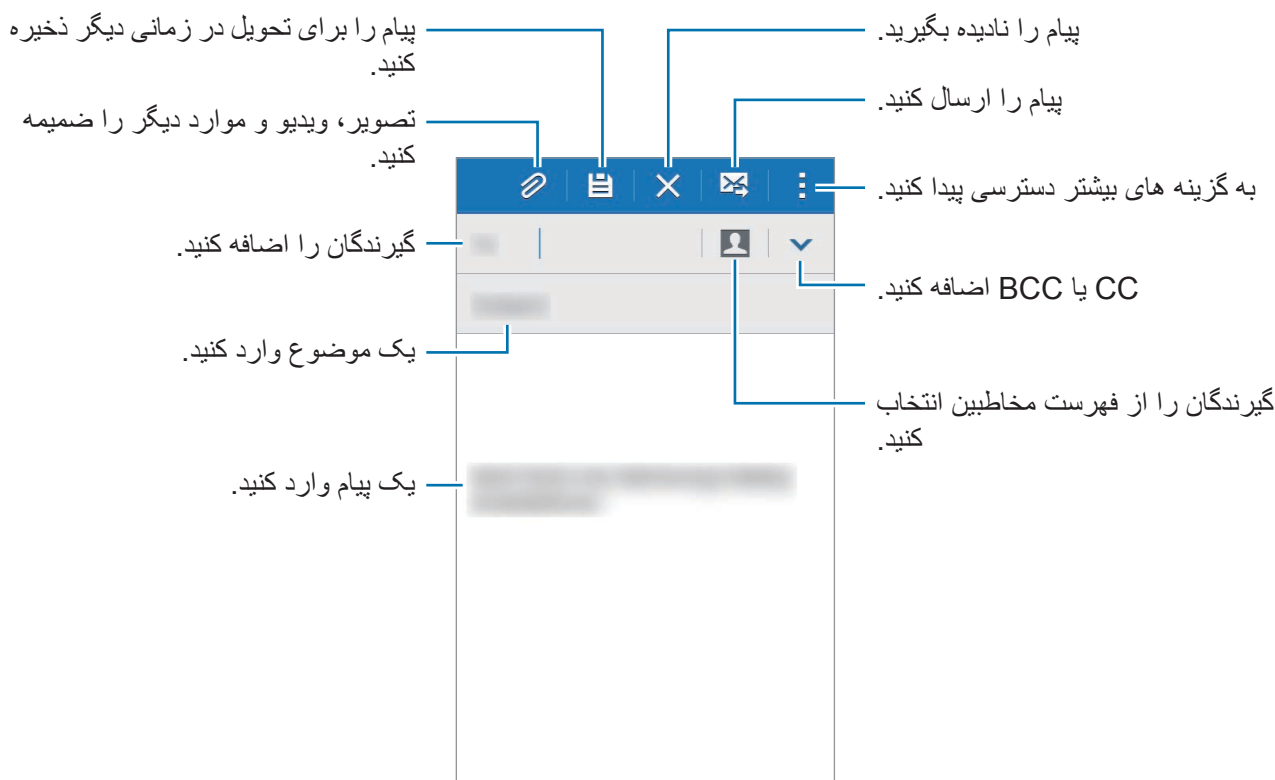 پیام را برای تحویل در زمانی دیگر ذخیره
کنید.
تصویر، ویدیو و موارد دیگر را ضمیمه
کنید.
گیرندگان را اضافه کنید.
یک موضوع وارد کنید.
یک پیام وارد کنید.
پیام را نادیده بگیرید.
پیام را ارسال کنید.
به گزینه های بیشتر دسترسی پیدا کنید.
CC یا BCC اضافه کنید.
گیرندگان را از فهرست مخاطبین انتخاب
کنید.